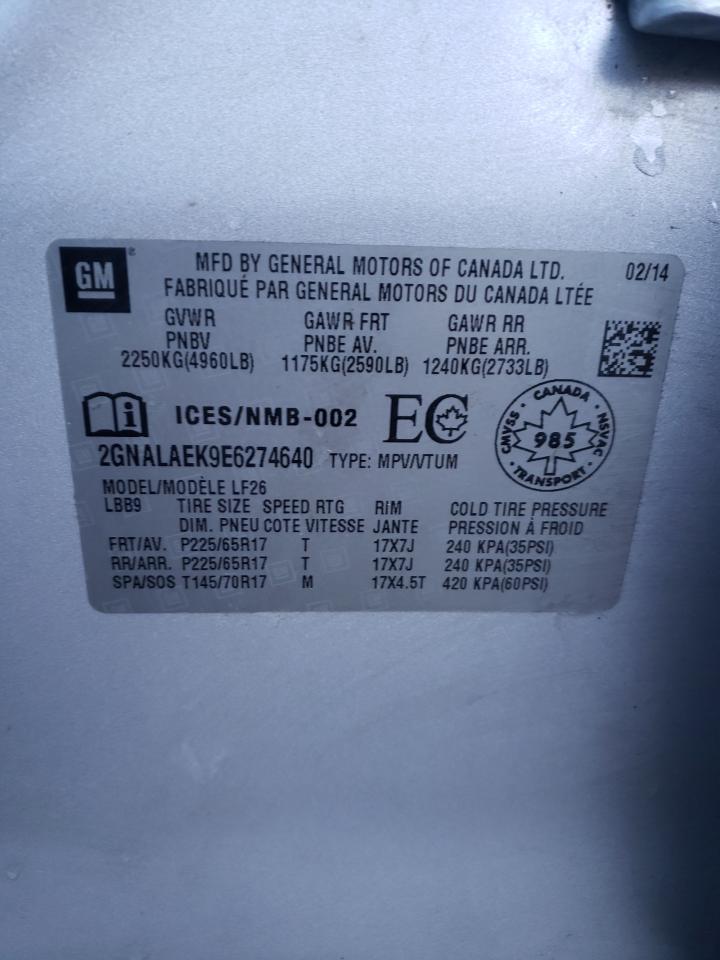 GM ®
MFD BY GENERAL MOTORS OF CANADA LTD. 02/14
FABRIQUÉ PAR GENERAL MOTORS DU CANADA LTÉE
GVWR GAWR FRT GAWR RR
PNBV PNBE AV. PNBE ARR.
2250KG(4960LB) 1175KG(2590LB) 1240KG(2733LB)
ICES/NMB-002 EC
CANADA CMVSS NSVAC 985 TRANSPORT
2GNALAEK9E6274640 TYPE: MPV/VTUM
MODEL/MODÈLE LF26
LBB9 TIRE SIZE SPEED RTG RIM COLD TIRE PRESSURE
DIM. PNEU COTE VITESSE JANTE PRESSION À FROID
FRT/AV. P225/65R17 T 17X7J 240 KPA(35PSI)
RR/ARR. P225/65R17 T 17X7J 240 KPA(35PSI)
SPA/SOS T145/70R17 M 17X4.5T 420 KPA(60PSI)